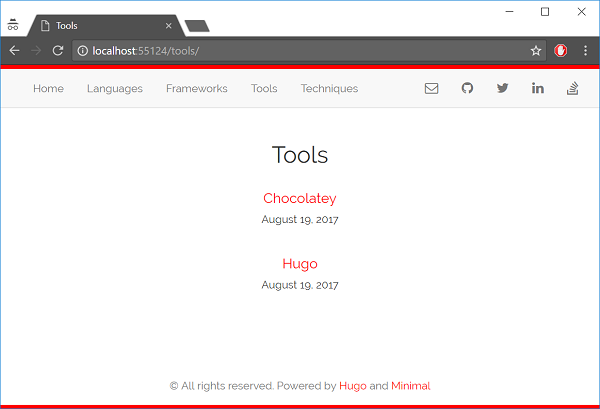 Tools
localhost:55124/tools/
Home Languages Frameworks Tools Techniques
Tools
Chocolatey
August 19, 2017
Hugo
August 19, 2017
© All rights reserved. Powered by Hugo and Minimal